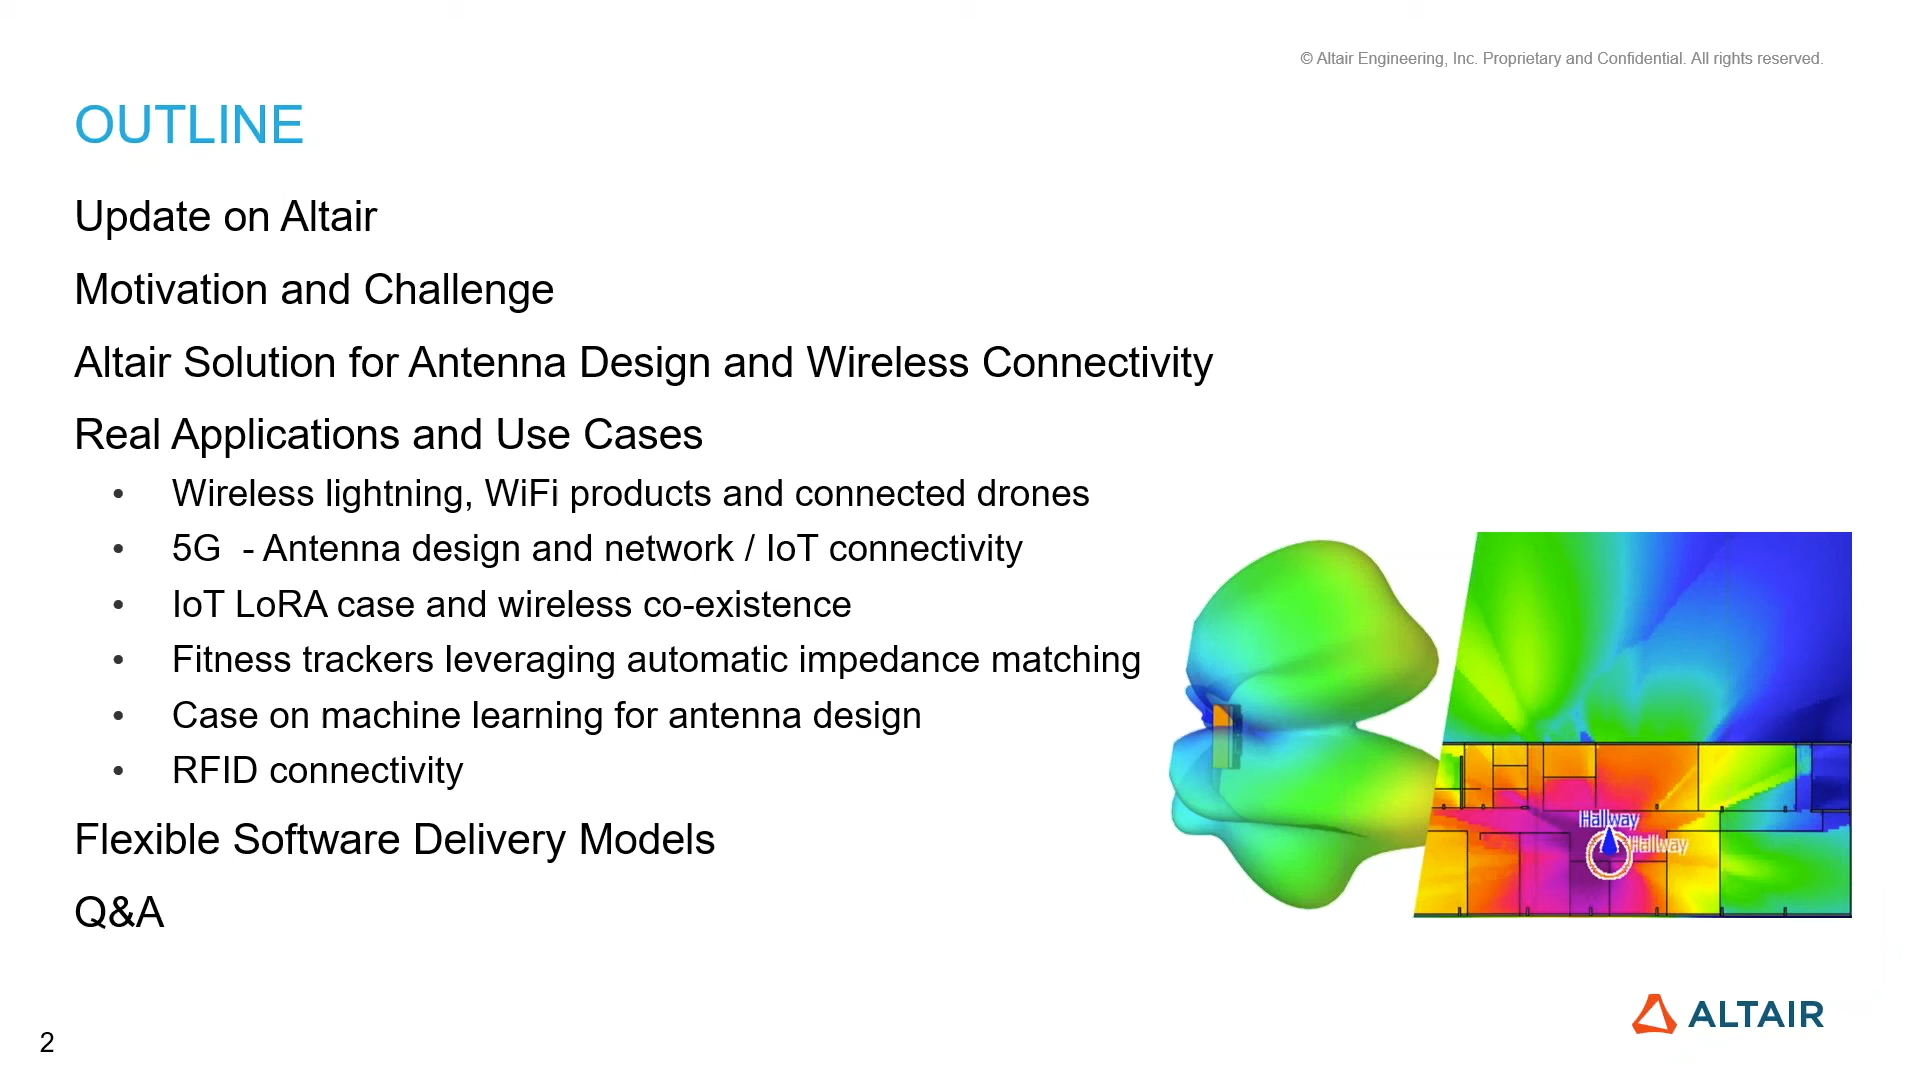 © Altair Engineering, Inc. Proprietary and Confidential. All rights reserved.
OUTLINE
Update on Altair
Motivation and Challenge
Altair Solution for Antenna Design and Wireless Connectivity
Real Applications and Use Cases
• Wireless lightning, WiFi products and connected drones
• 5G  - Antenna design and network / IoT connectivity
• IoT LoRA case and wireless co-existence
• Fitness trackers leveraging automatic impedance matching
• Case on machine learning for antenna design
• RFID connectivity
Flexible Software Delivery Models
Q&A
Hallway
Hallway
ALTAIR
2